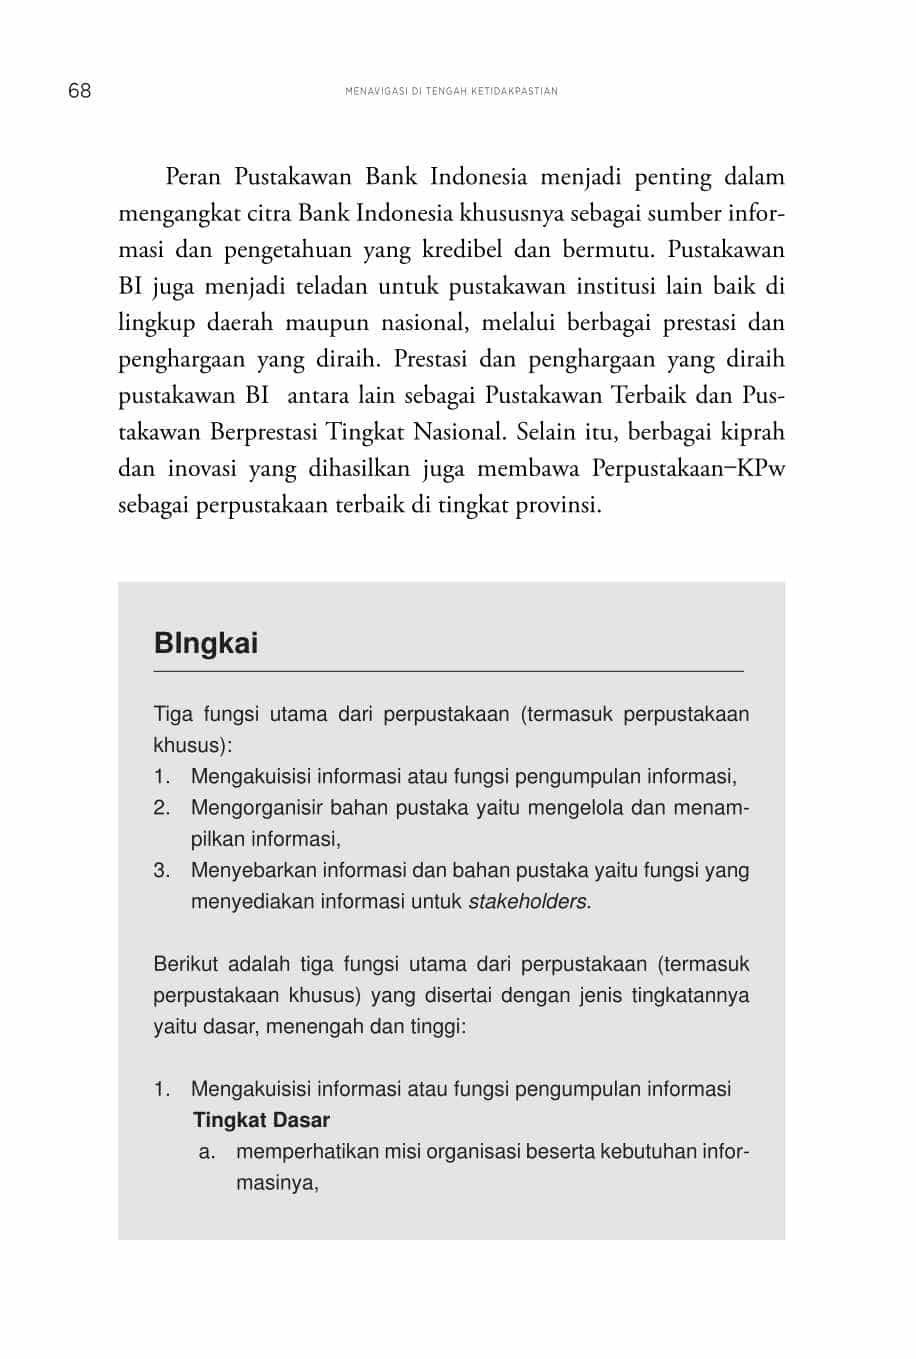 68
MENAVIGASI DI TENGAH KETIDAKPASTIAN
Peran Pustakawan Bank Indonesia menjadi penting dalam
mengangkat citra Bank Indonesia khususnya sebagai sumber infor-
masi dan pengetahuan yang kredibel dan bermutu. Pustakawan
BI juga menjadi teladan untuk pustakawan institusi lain baik di
lingkup daerah maupun nasional, melalui berbagai prestasi dan
penghargaan yang diraih. Prestasi dan penghargaan yang diraih
pustakawan BI antara lain sebagai Pustakawan Terbaik dan Pus-
takawan Berprestasi Tingkat Nasional. Selain itu, berbagai kiprah
dan inovasi yang dihasilkan juga membawa Perpustakaan–KPw
sebagai perpustakaan terbaik di tingkat provinsi.
BIngkai
Tiga fungsi utama dari perpustakaan (termasuk perpustakaan
khusus):
1. Mengakuisisi informasi atau fungsi pengumpulan informasi,
2. Mengorganisir bahan pustaka yaitu mengelola dan menam-
pilkan informasi,
3. Menyebarkan informasi dan bahan pustaka yaitu fungsi yang
menyediakan informasi untuk stakeholders.
Berikut adalah tiga fungsi utama dari perpustakaan (termasuk
perpustakaan khusus) yang disertai dengan jenis tingkatannya
yaitu dasar, menengah dan tinggi:
1. Mengakuisisi informasi atau fungsi pengumpulan informasi
Tingkat Dasar
a. memperhatikan misi organisasi beserta kebutuhan infor-
masinya,